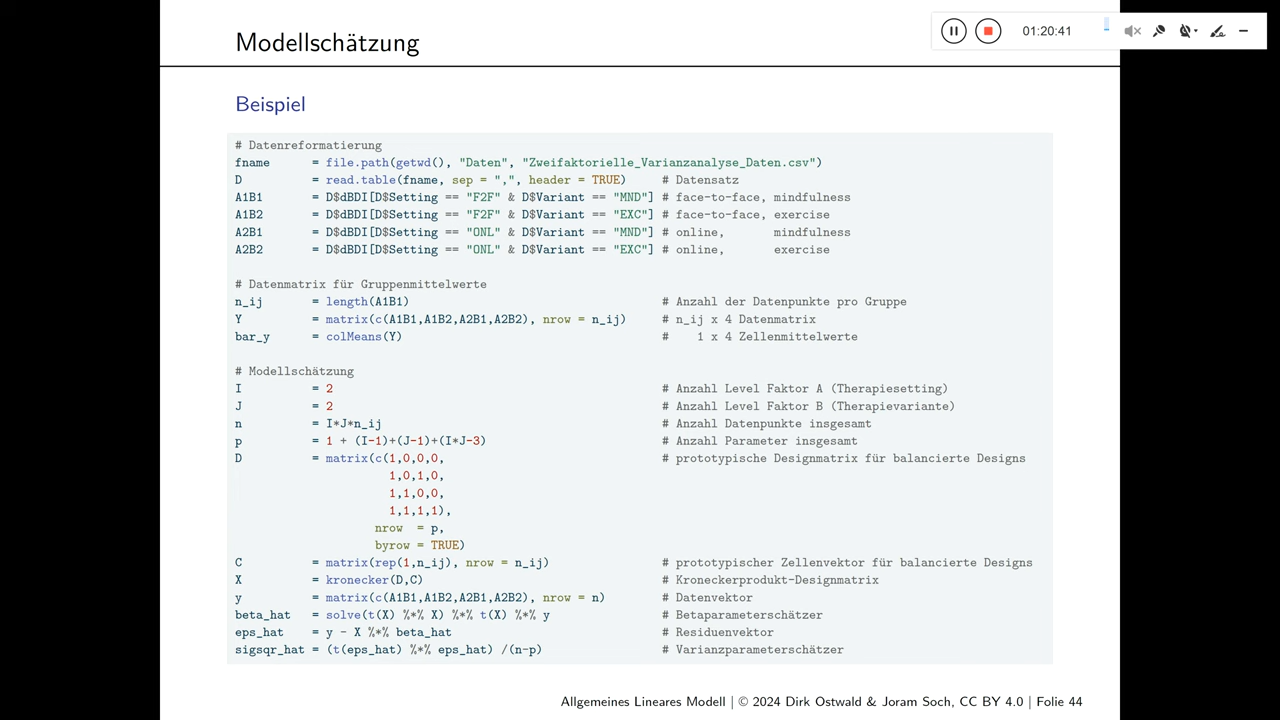 Modellschätzung
01:20:41
Beispiel
# Datenreformatierung
fname = file.path(getwd(), "Daten", "Zweifaktorielle_Varianzanalyse_Daten.csv")
D = read.table(fname, sep = ",", header = TRUE) # Datensatz
A1B1 = D$dBDI[D$Setting == "F2F" & D$Variant == "MND"] # face-to-face, mindfulness
A1B2 = D$dBDI[D$Setting == "F2F" & D$Variant == "EXC"] # face-to-face, exercise
A2B1 = D$dBDI[D$Setting == "ONL" & D$Variant == "MND"] # online, mindfulness
A2B2 = D$dBDI[D$Setting == "ONL" & D$Variant == "EXC"] # online, exercise
# Datenmatrix für Gruppenmittelwerte
n_ij = length(A1B1) # Anzahl der Datenpunkte pro Gruppe
Y = matrix(c(A1B1,A1B2,A2B1,A2B2), nrow = n_ij) # n_ij x 4 Datenmatrix
bar_y = colMeans(Y) # 1 x 4 Zellenmittelwerte
# Modellschätzung
I = 2 # Anzahl Level Faktor A (Therapiesetting)
J = 2 # Anzahl Level Faktor B (Therapievariante)
n = I*J*n_ij # Anzahl Datenpunkte insgesamt
p = 1 + (I-1)+(J-1)+(I*J-3) # Anzahl Parameter insgesamt
D = matrix(c(1,0,0,0, # prototypische Designmatrix für balancierte Designs
1,0,1,0,
1,1,0,0,
1,1,1,1),
nrow = p,
byrow = TRUE)
C = matrix(rep(1,n_ij), nrow = n_ij) # prototypischer Zellenvektor für balancierte Designs
X = kronecker(D,C) # Kroneckerprodukt-Designmatrix
y = matrix(c(A1B1,A1B2,A2B1,A2B2), nrow = n) # Datenvektor
beta_hat = solve(t(X) %*% X) %*% t(X) %*% y # Betaparameterschätzer
eps_hat = y - X %*% beta_hat # Residuenvektor
sigsqr_hat = (t(eps_hat) %*% eps_hat) /(n-p) # Varianzparameterschätzer
Allgemeines Lineares Modell | © 2024 Dirk Ostwald & Joram Soch, CC BY 4.0 | Folie 44